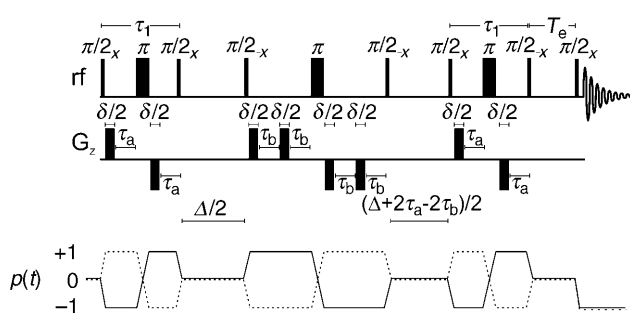 τ1 τ1 Te
π/2x π π/2x π/2-x π π/2-x π/2x π π/2-x π/2x
rf
δ/2 δ/2 δ/2 δ/2 δ/2 δ/2 δ/2 δ/2
τa τb τb τa
Gz
τa τb τb τa
Δ/2 (Δ+2τa-2τb)/2
+1
p(t) 0
−1